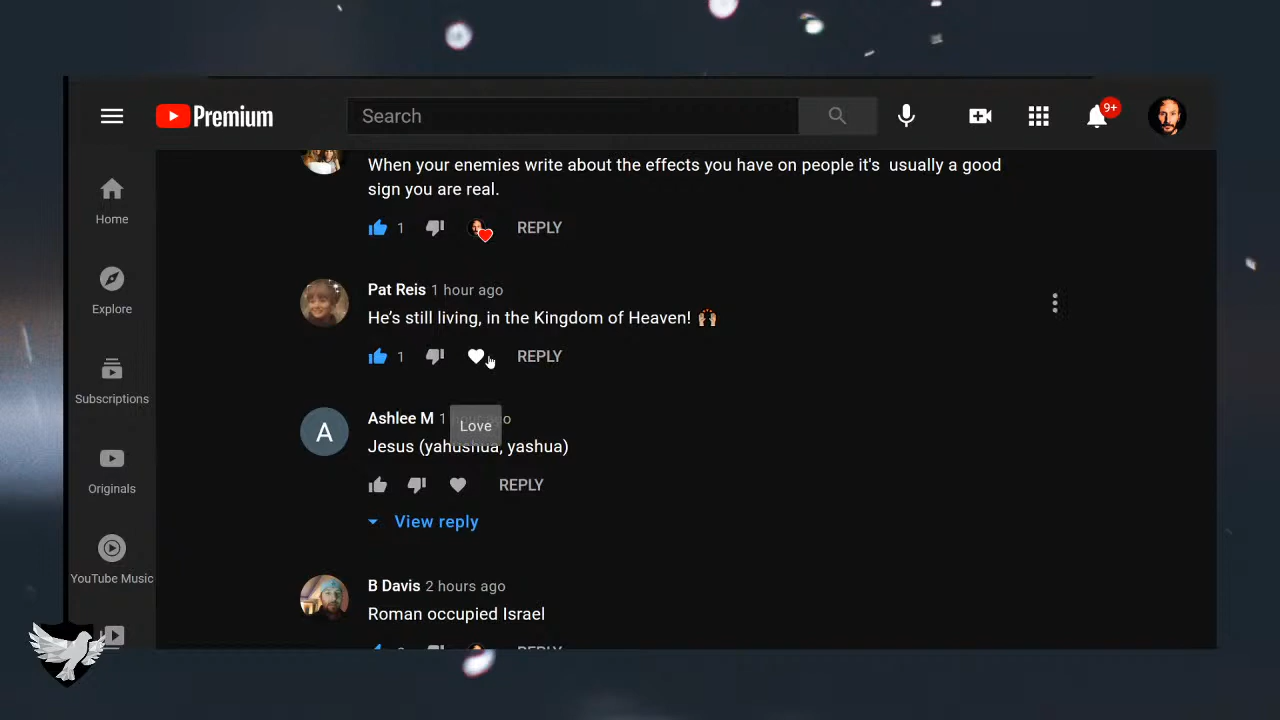 Premium
Search
9+
When your enemies write about the effects you have on people it's  usually a good
sign you are real.
1
REPLY
Home
Explore
Subscriptions
Originals
YouTube Music
Pat Reis 1 hour ago
He’s still living, in the Kingdom of Heaven! 🙌🏽
1
REPLY
Ashlee M 1 hour ago
Love
Jesus (yahushua, yashua)
REPLY
View reply
A
B Davis 2 hours ago
Roman occupied Israel
REPLY